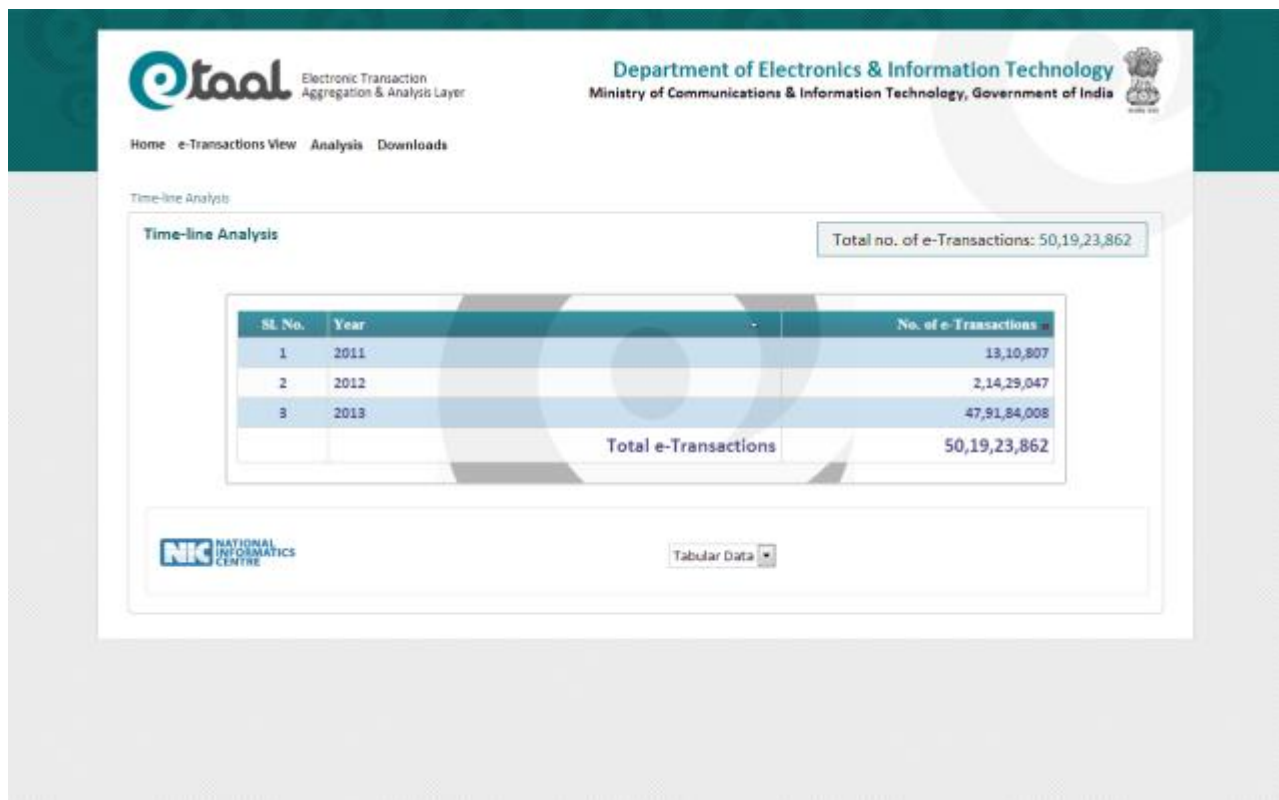 etaal Electronic Transaction
Aggregation & Analysis Layer
Department of Electronics & Information Technology
Ministry of Communications & Information Technology, Government of India
Home e-Transactions View Analysis Downloads
Time-line Analysis
Time-line Analysis
Total no. of e-Transactions: 50,19,23,862
Sl. No. Year No. of e-Transactions
1 2011 13,10,807
2 2012 2,14,29,047
3 2013 47,91,84,008
Total e-Transactions 50,19,23,862
NIC NATIONAL
INFORMATICS
CENTRE
Tabular Data